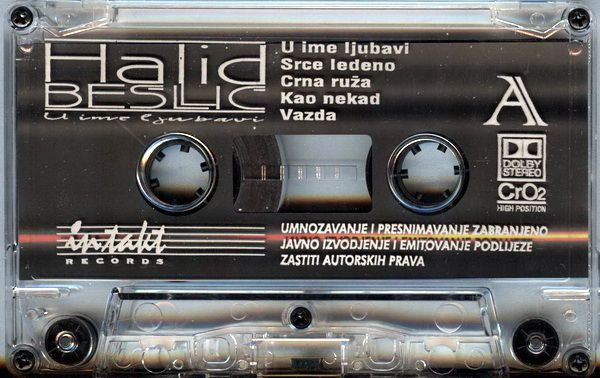 Halid
BESLIC
U ime ljubavi
U ime ljubavi
Srce ledeno
Crna ruža
Kao nekad
Vazda
A
DOLBY
STEREO
CrO2
HIGH POSITION
intakt
RECORDS
UMNOZAVANJE I PRESNIMAVANJE ZABRANJENO
JAVNO IZVODJENJE I EMITOVANJE PODLIJEZE
ZASTITI AUTORSKIH PRAVA